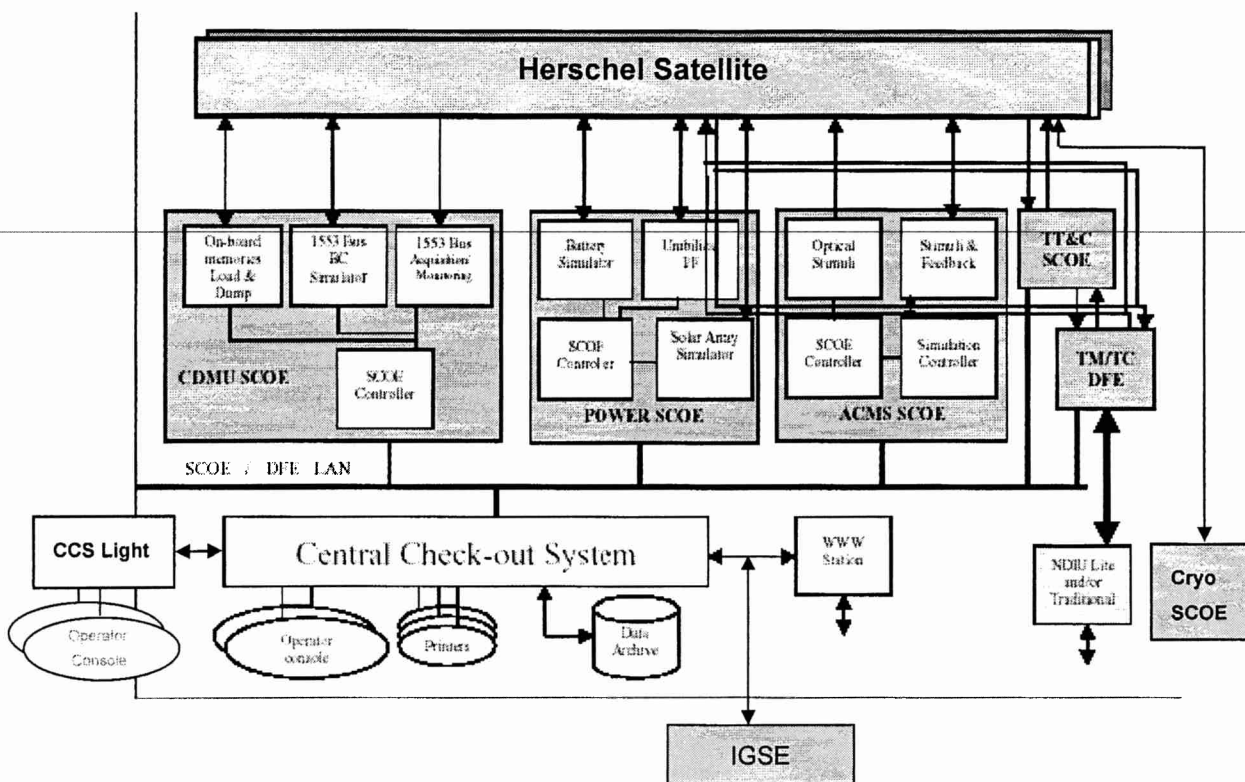 Herschel Satellite
On-board
memories
Load &
Dump
1553 Bus
BC
Simulator
1553 Bus
Acquisition/
Monitoring
SCOE
Controller
CDMU SCOE
Battery
Simulator
Umbilical
I/F
SCOE
Controller
Solar Array
Simulator
POWER SCOE
Optical
Stimuli
Stimuli &
Feedback
SCOE
Controller
Simulation
Controller
ACMS SCOE
TT&C
SCOE
TM/TC
DFE
SCOE / DFE LAN
CCS Light
Operator
Console
Central Check-out System
Operator
console
Printers
Data
Archive
WWW
Station
NDIU Lite
and/or
Traditional
Cryo
SCOE
IGSE